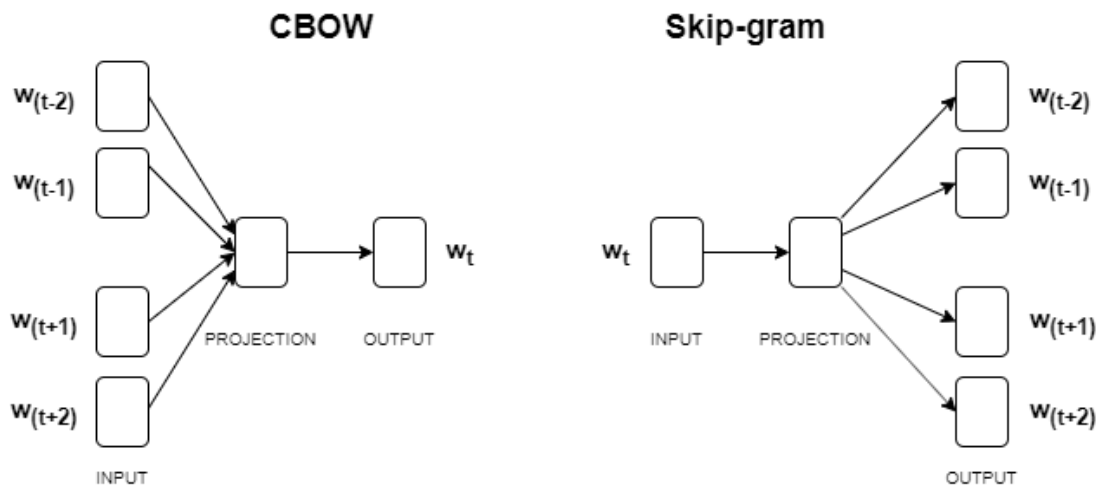 CBOW
w(t-2)
w(t-1)
w(t+1)
w(t+2)
INPUT
PROJECTION
OUTPUT
wt
Skip-gram
wt
INPUT
PROJECTION
w(t-2)
w(t-1)
w(t+1)
w(t+2)
OUTPUT